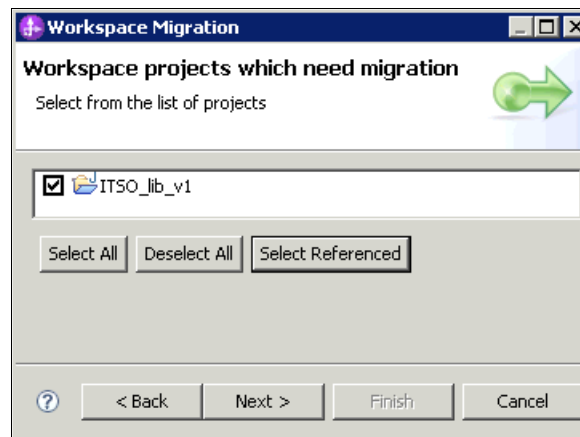 Workspace Migration
Workspace projects which need migration
Select from the list of projects
ITSO_lib_v1
Select All Deselect All Select Referenced
? < Back Next > Finish Cancel